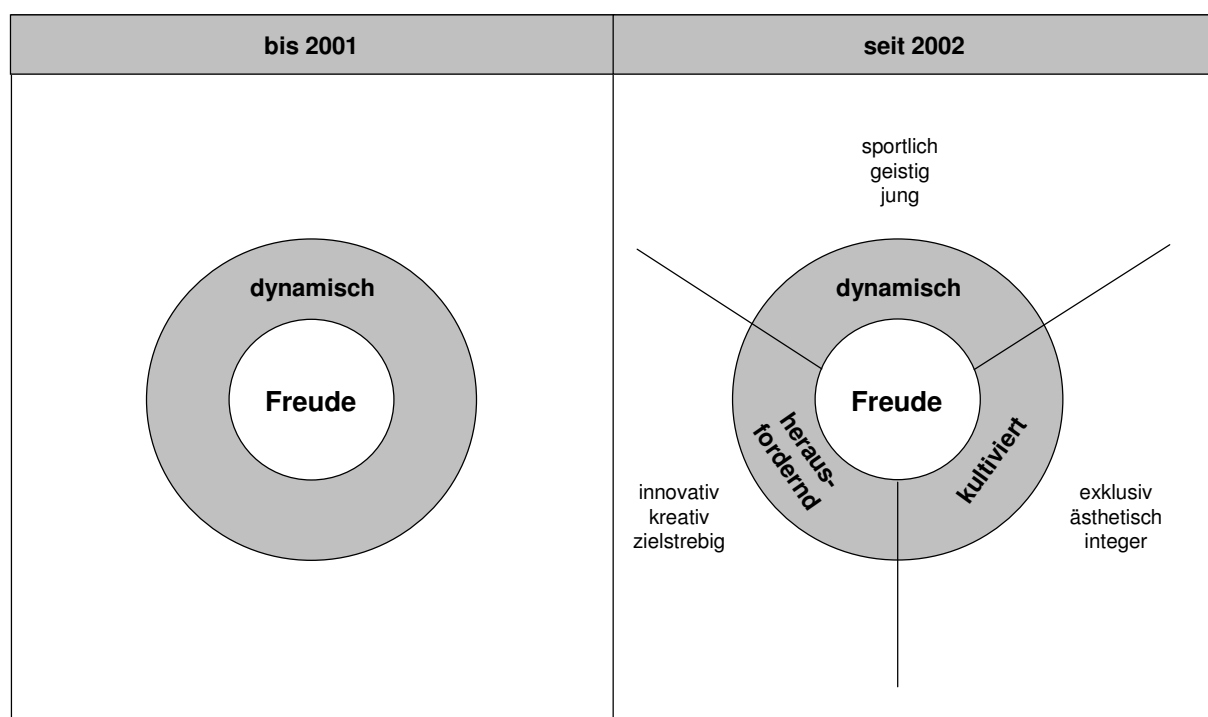 bis 2001
seit 2002
dynamisch
Freude
sportlich
geistig
jung
dynamisch
Freude
heraus-
fordernd
kultiviert
innovativ
kreativ
zielstrebig
exklusiv
ästhetisch
integer